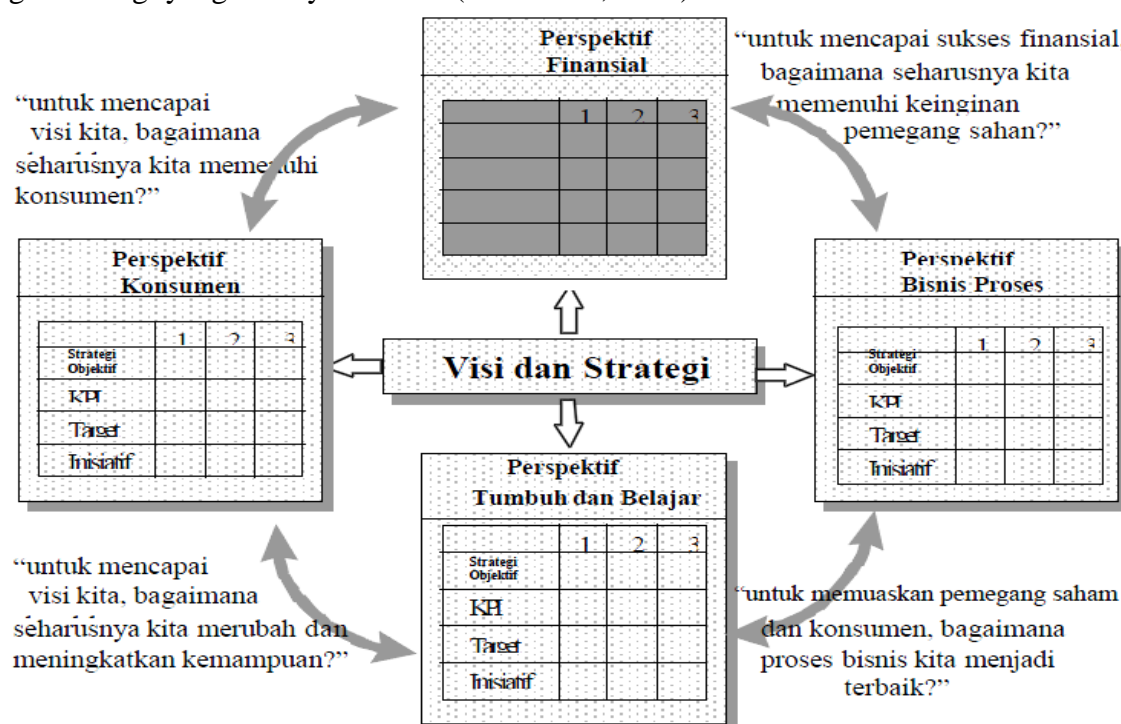 Perspektif
Finansial
1 2 3
“untuk mencapai sukses finansial,
bagaimana seharusnya kita
memenuhi keinginan
pemegang sahan?”
“untuk mencapai
visi kita, bagaimana
seharusnya kita memenuhi
konsumen?”
Perspektif
Konsumen
1 2 3
Strategi
Objektif
KPI
Target
Inisiatif
Visi dan Strategi
Perspektif
Bisnis Proses
1 2 3
Strategi
Objektif
KPI
Target
Inisiatif
Perspektif
Tumbuh dan Belajar
1 2 3
Strategi
Objektif
KPI
Target
Inisiatif
“untuk mencapai
visi kita, bagaimana
seharusnya kita merubah dan
meningkatkan kemampuan?”
“untuk memuaskan pemegang saham
dan konsumen, bagaimana
proses bisnis kita menjadi
terbaik?”